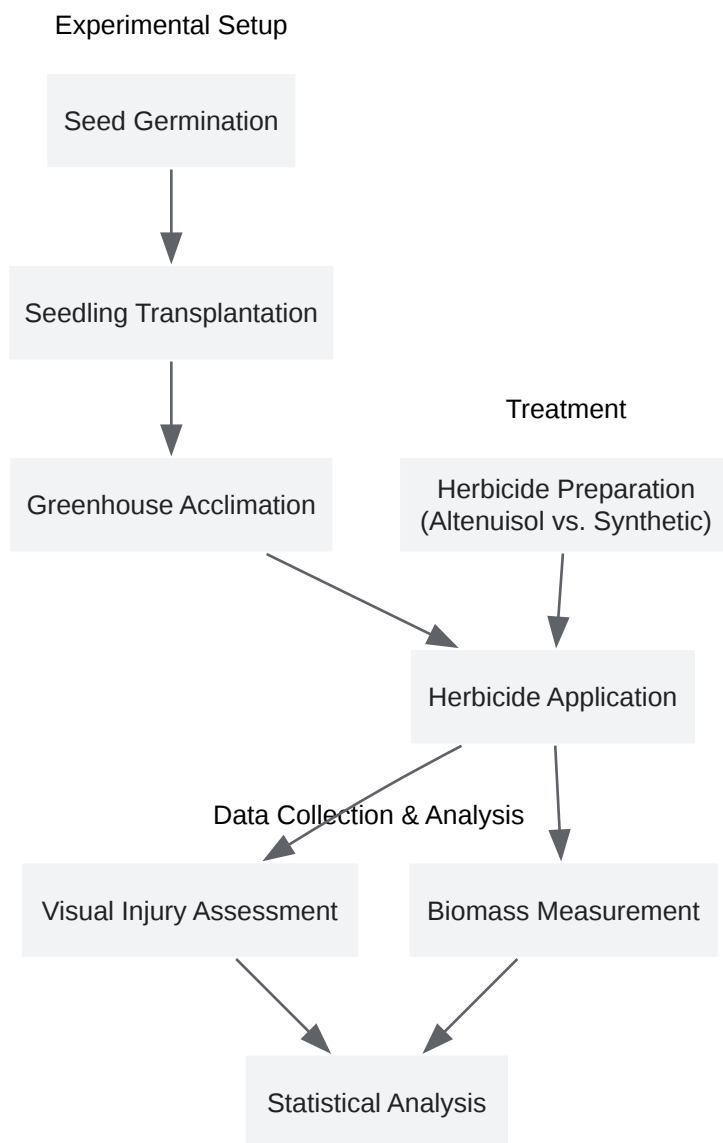 Experimental Setup
Seed Germination
Seedling Transplantation
Treatment
Greenhouse Acclimation
Herbicide Preparation
(Altenuisol vs. Synthetic)
Herbicide Application
Data Collection & Analysis
Visual Injury Assessment
Biomass Measurement
Statistical Analysis